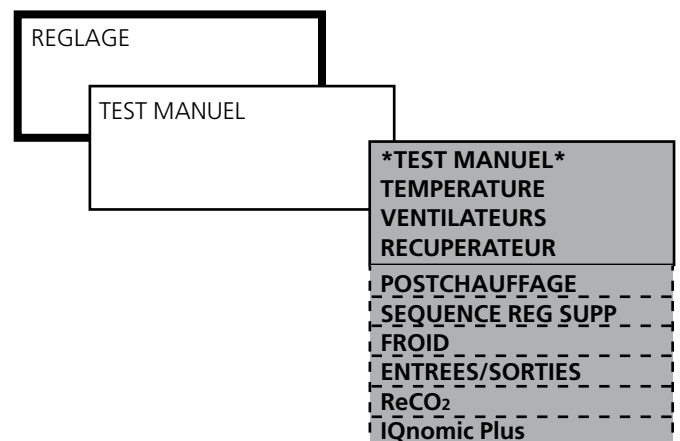 REGLAGE
TEST MANUEL
*TEST MANUEL*
TEMPERATURE
VENTILATEURS
RECUPERATEUR
POSTCHAUFFAGE
SEQUENCE REG SUPP
FROID
ENTREES/SORTIES
ReCO₂
IQnomic Plus